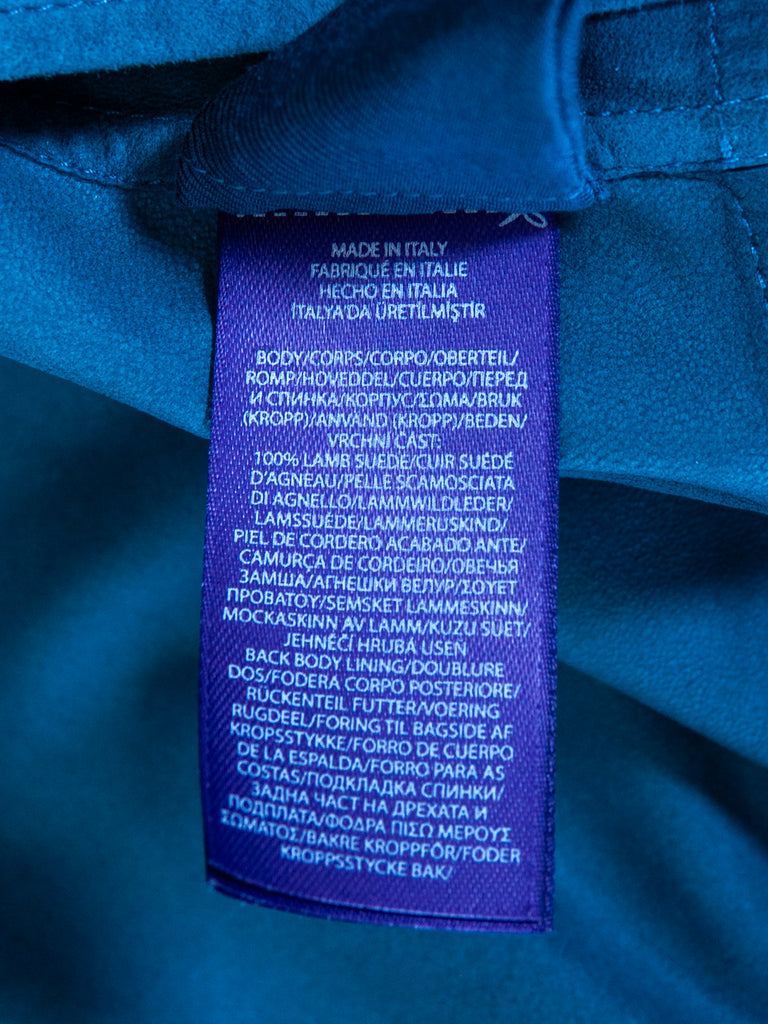 MADE IN ITALY
FABRIQUÉ EN ITALIE
HECHO EN ITALIA
İTALYA'DA ÜRETİLMİŞTİR
BODY/CORPS/CORPO/OBERTEIL/
ROMP/HOVEDDEL/CUERPO/ПЕРЕД
И СПИНКА/КОРПУС/ΣΩΜΑ/BRUK
(KROPP)/ANVÄND (KROPP)/BEDEN/
VRCHNÍ ČÁST:
100% LAMB SUEDE/CUIR SUÉDÉ
D'AGNEAU/PELLE SCAMOSCIATA
DI AGNELLO/LAMMWILDLEDER/
LAMSSUÈDE/LAMMERUSKIND/
PIEL DE CORDERO ACABADO ANTE/
CAMURÇA DE CORDEIRO/ОВЕЧЬЯ
ЗАМША/АГНЕШКИ ВЕЛУР/ΣΟΥΕΤ
ΠΡΟΒΑΤΟΥ/SEMSKET LAMMESKINN/
MOCKASKINN AV LAMM/KUZU SÜET/
JEHNĚČÍ HRUBÁ USEŇ
BACK BODY LINING/DOUBLURE
DOS/FODERA CORPO POSTERIORE/
RÜCKENTEIL FUTTER/VOERING
RUGDEEL/FORING TIL BAGSIDE AF
KROPSSTYKKE/FORRO DE CUERPO
DE LA ESPALDA/FORRO PARA AS
COSTAS/ПОДКЛАДКА СПИНКИ/
ЗАДНА ЧАСТ НА ДРЕХАТА И
ПОДПЛАТА/ΦΟΔΡΑ ΠΙΣΩ ΜΕΡΟΥΣ
ΣΩΜΑΤΟΣ/BAKRE KROPPFÔR/FODER
KROPPSSTYCKE BAK/